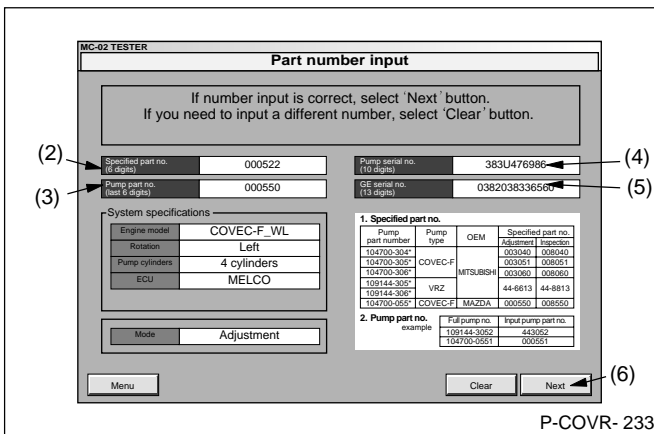 MC-02 TESTER
Part number input
If number input is correct, select 'Next' button.
If you need to input a different number, select 'Clear' button.
(2)
Specified part no.
(6 digits)
000522
Pump serial no.
(10 digits)
383U476986
(4)
(3)
Pump part no.
(last 6 digits)
000550
GE serial no.
(13 digits)
0382038336560
(5)
System specifications
Engine model COVEC-F_WL
Rotation Left
Pump cylinders 4 cylinders
ECU MELCO
Mode Adjustment
1. Specified part no.
Pump part number Pump type OEM Specified part no.
Adjustment Inspection
104700-304* COVEC-F MITSUBISHI 003040 008040
104700-305* 003051 008051
104700-306* 003060 008060
109144-305* VRZ 44-6613 44-8813
109144-306*
104700-055* COVEC-F MAZDA 000550 008550
2. Pump part no.
example
Full pump no. Input pump part no.
109144-3052 443052
104700-0551 000551
Menu
Clear
Next
(6)
P-COVR- 233